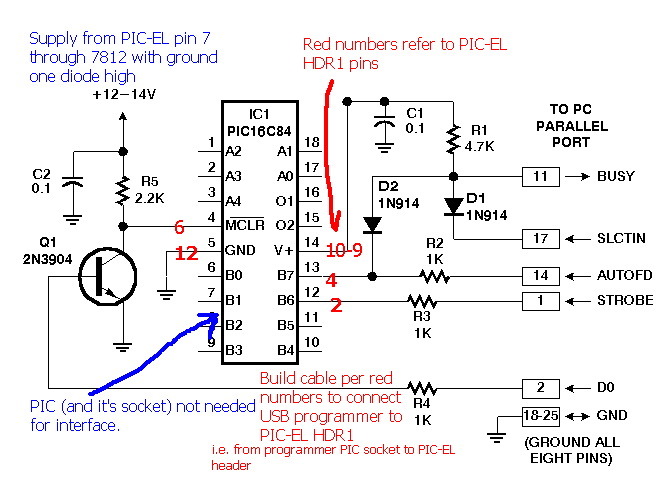 Supply from PIC-EL pin 7
through 7812 with ground
one diode high
Red numbers refer to PIC-EL
HDR1 pins
+12-14V
IC1
PIC16C84
C1
0.1
R1
4.7K
TO PC
PARALLEL
PORT
C2
0.1
R5
2.2K
1 A2
2 A3
3 A4
4 MCLR
5 GND
6 B0
7 B1
8 B2
9 B3
A1 18
A0 17
O1 16
O2 15
V+ 14
B7 13
B6 12
B5 11
B4 10
6
12
10-9
4
2
D2
1N914
D1
1N914
11 BUSY
17 SLCTIN
R2
1K
14 AUTOFD
1 STROBE
R3
1K
Q1
2N3904
PIC (and it's socket) not needed
for interface.
Build cable per red
numbers to connect
USB programmer to
PIC-EL HDR1
i.e. from programmer PIC socket to PIC-EL
header
R4
1K
2 D0
18-25 GND
(GROUND ALL
EIGHT PINS)